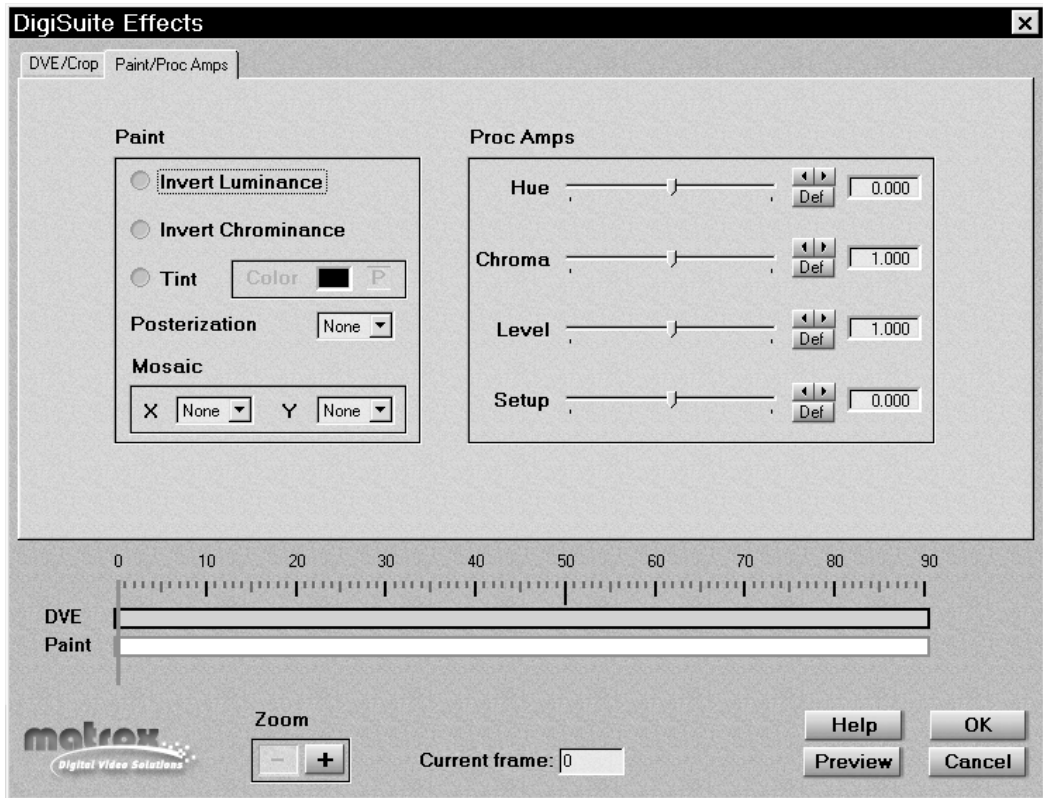 DigiSuite Effects
DVE/Crop Paint/Proc Amps
Paint
Invert Luminance
Invert Chrominance
Tint Color P
Posterization None
Mosaic
X None Y None
Proc Amps
Hue Def 0.000
Chroma Def 1.000
Level Def 1.000
Setup Def 0.000
0 10 20 30 40 50 60 70 80 90
DVE
Paint
matrox
Digital Video Solutions
Zoom
- +
Current frame: 0
Help OK
Preview Cancel